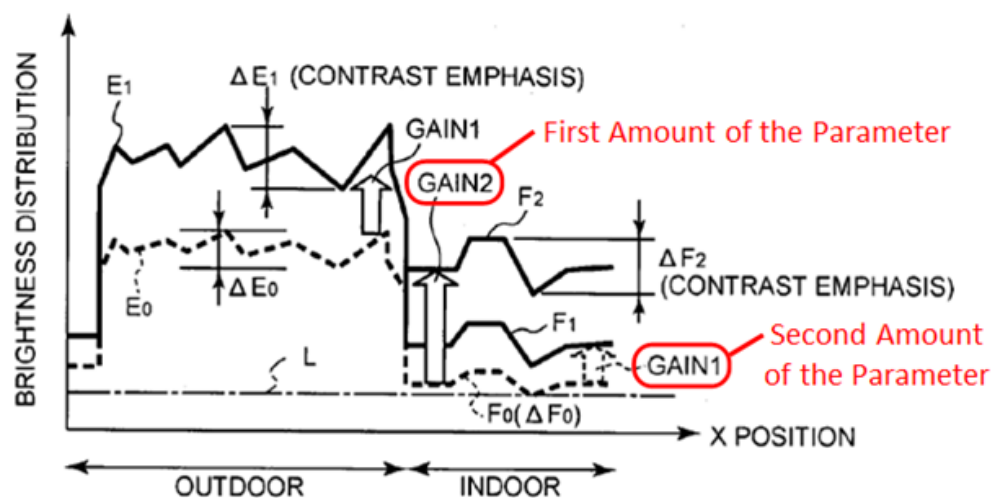 BRIGHTNESS DISTRIBUTION
E1
ΔE1 (CONTRAST EMPHASIS)
GAIN1
First Amount of the Parameter
GAIN2
F2
ΔF2
(CONTRAST EMPHASIS)
E0
ΔE0
F1
Second Amount
of the Parameter
GAIN1
L
F0(ΔF0)
X POSITION
OUTDOOR
INDOOR